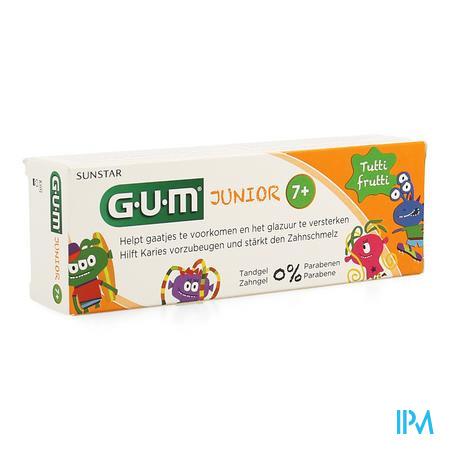 SUNSTAR
G·U·M®
JUNIOR 7+
Tutti
frutti
Helpt gaatjes te voorkomen en het glazuur te versterken
Hilft Karies vorzubeugen und stärkt den Zahnschmelz
Tandgel
Zahngel
0%
Parabenen
Parabene
G·U·M
JUNIOR
7+
IPM